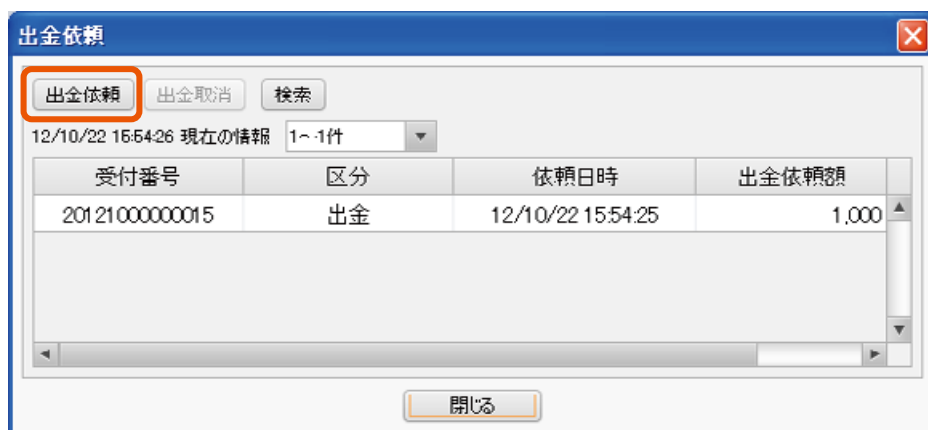 出金依頼
出金依頼 出金取消 検索
12/10/22 15:54:26 現在の情報 1~1件
受付番号 区分 依頼日時 出金依頼額
20121000000015 出金 12/10/22 15:54:25 1,000
閉じる